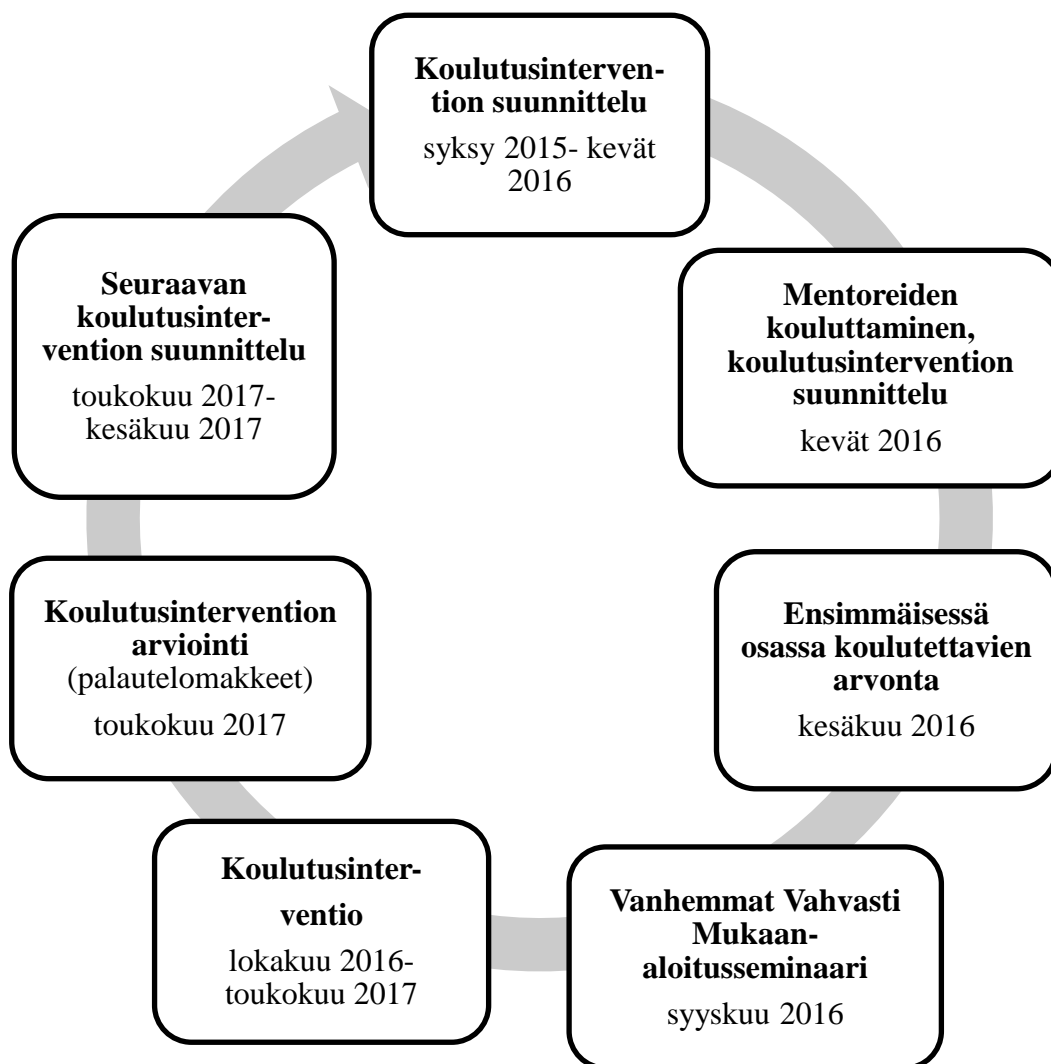 Koulutusinterven-
tion suunnittelu
syksy 2015- kevät
2016
Mentoreiden
kouluttaminen,
koulutusintervention
suunnittelu
kevät 2016
Ensimmäisessä
osassa koulutettavien
arvonta
kesäkuu 2016
Vanhemmat Vahvasti
Mukaan-
aloitusseminaari
syyskuu 2016
Koulutusinter-
ventio
lokakuu 2016-
toukokuu 2017
Koulutusintervention
arviointi
(palautelomakkeet)
toukokuu 2017
Seuraavan
koulutusinter-
vention suunnittelu
toukokuu 2017-
kesäkuu 2017